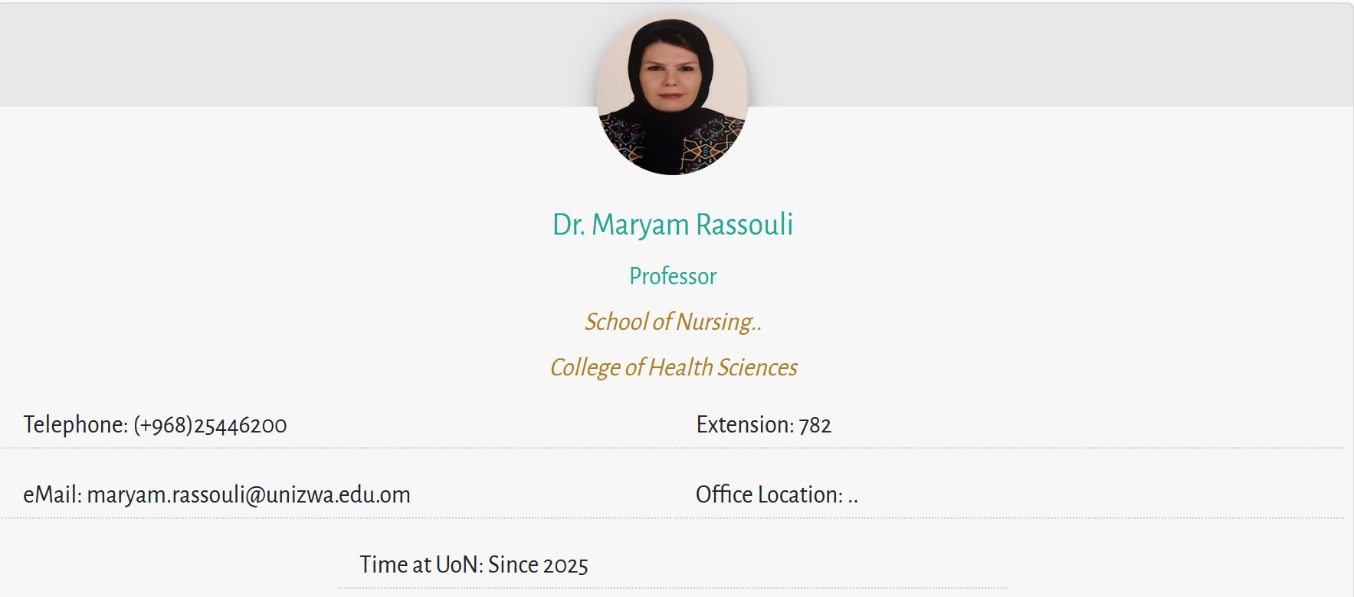 Dr. Maryam Rassouli
Professor
School of Nursing..
College of Health Sciences
Telephone: (+968)25446200
Extension: 782
eMail: maryam.rassouli@unizwa.edu.om
Office Location: ..
Time at UoN: Since 2025